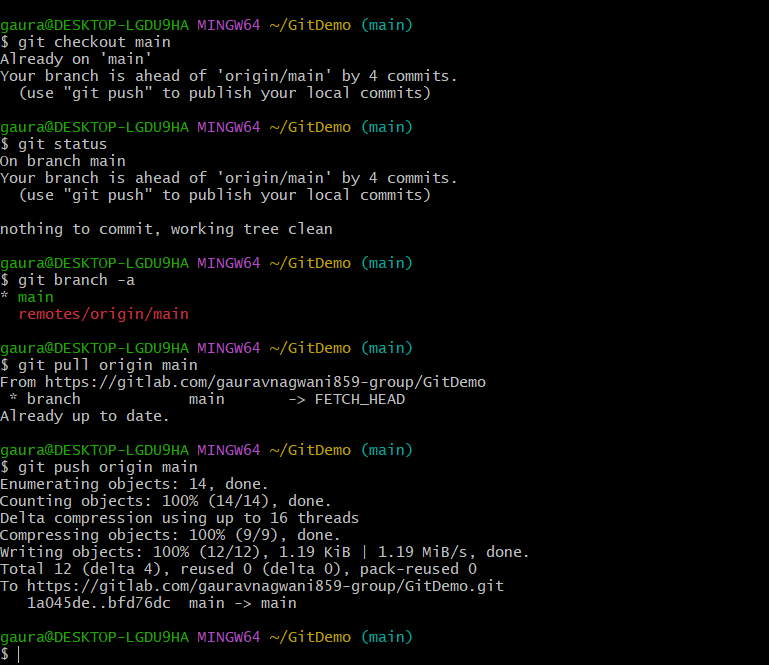 gaura@DESKTOP-LGDU9HA MINGW64 ~/GitDemo (main)
$ git checkout main
Already on 'main'
Your branch is ahead of 'origin/main' by 4 commits.
  (use "git push" to publish your local commits)

gaura@DESKTOP-LGDU9HA MINGW64 ~/GitDemo (main)
$ git status
On branch main
Your branch is ahead of 'origin/main' by 4 commits.
  (use "git push" to publish your local commits)

nothing to commit, working tree clean

gaura@DESKTOP-LGDU9HA MINGW64 ~/GitDemo (main)
$ git branch -a
* main
  remotes/origin/main

gaura@DESKTOP-LGDU9HA MINGW64 ~/GitDemo (main)
$ git pull origin main
From https://gitlab.com/gauravnagwani859-group/GitDemo
 * branch            main       -> FETCH_HEAD
Already up to date.

gaura@DESKTOP-LGDU9HA MINGW64 ~/GitDemo (main)
$ git push origin main
Enumerating objects: 14, done.
Counting objects: 100% (14/14), done.
Delta compression using up to 16 threads
Compressing objects: 100% (9/9), done.
Writing objects: 100% (12/12), 1.19 KiB | 1.19 MiB/s, done.
Total 12 (delta 4), reused 0 (delta 0), pack-reused 0
To https://gitlab.com/gauravnagwani859-group/GitDemo.git
   1a045de..bfd76dc  main -> main

gaura@DESKTOP-LGDU9HA MINGW64 ~/GitDemo (main)
$